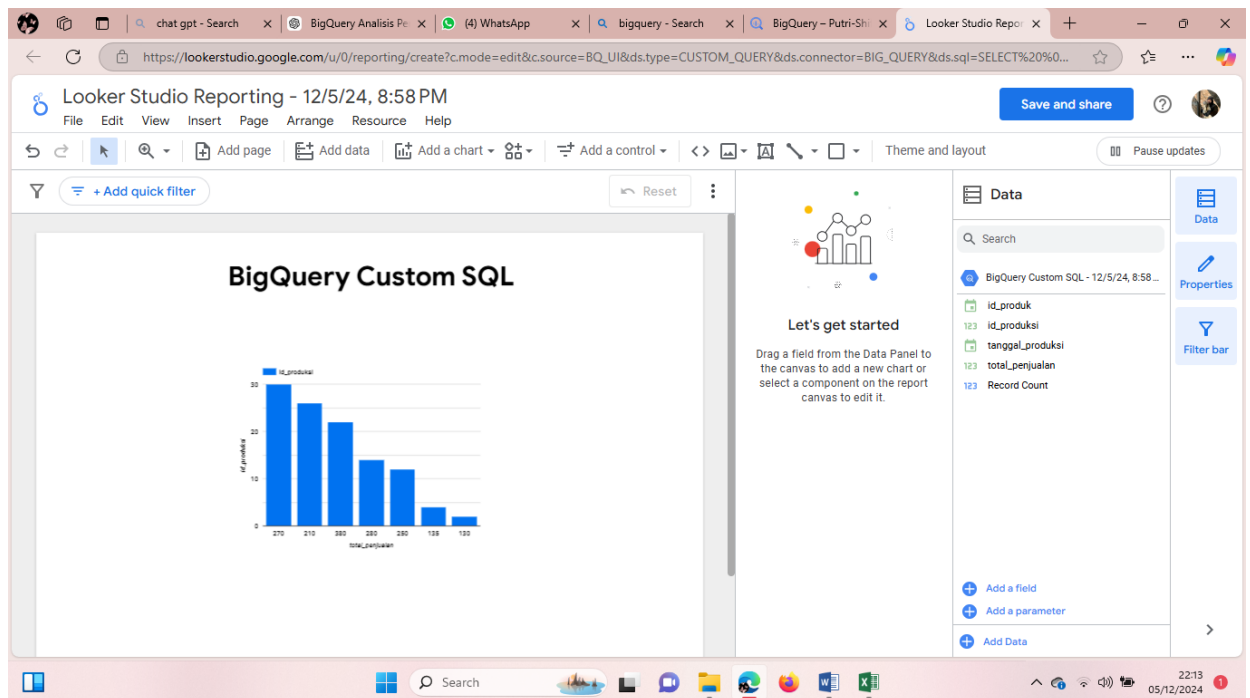 chat gpt - Search
BigQuery Analisis Pe
(4) WhatsApp
bigquery - Search
BigQuery – Putri-Shi
Looker Studio Repor
https://lookerstudio.google.com/u/0/reporting/create?c.mode=edit&c.source=BQ_UI&ds.type=CUSTOM_QUERY&ds.connector=BIG_QUERY&ds.sql=SELECT%20%0...
Looker Studio Reporting - 12/5/24, 8:58 PM
File Edit View Insert Page Arrange Resource Help
Save and share
Add page
Add data
Add a chart
Add a control
Theme and layout
Pause updates
+ Add quick filter
Reset
BigQuery Custom SQL
id_produksi
30
20
10
0
id_produksi
270 210 380 280 250 135 130
total_penjualan
Let's get started
Drag a field from the Data Panel to
the canvas to add a new chart or
select a component on the report
canvas to edit it.
Data
Search
BigQuery Custom SQL - 12/5/24, 8:58 ...
id_produk
123 id_produksi
tanggal_produksi
123 total_penjualan
123 Record Count
Add a field
Add a parameter
Add Data
Data
Properties
Filter bar
Search
22:13
05/12/2024
1